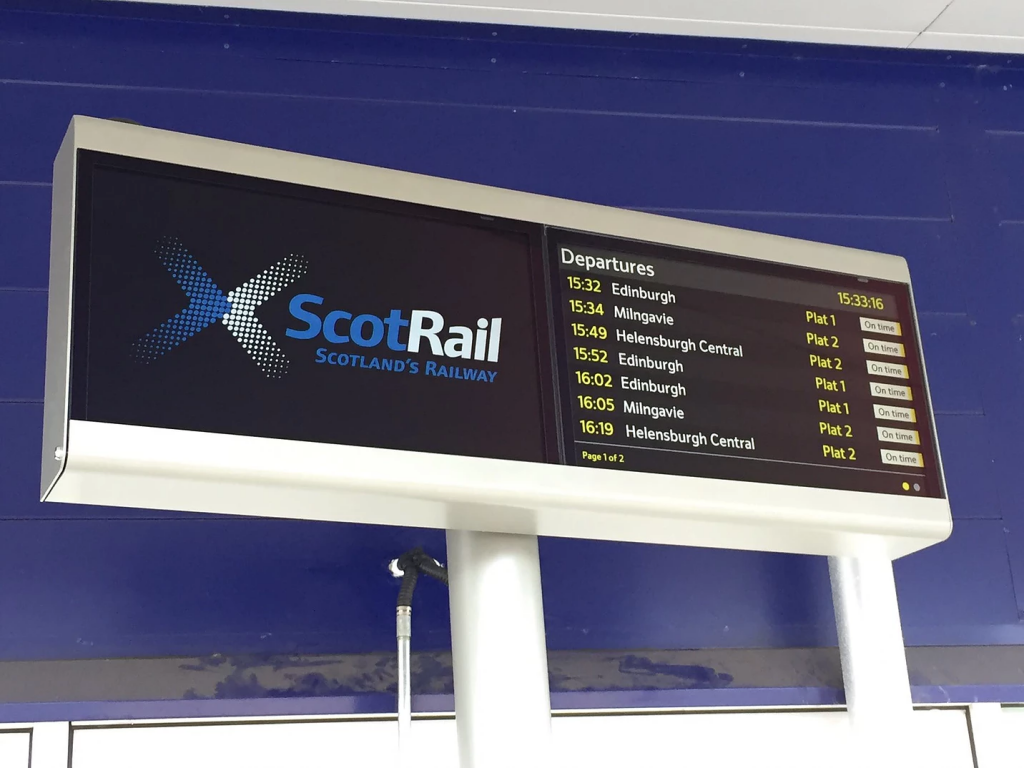 ScotRail
SCOTLAND'S RAILWAY
Departures
15:33:16
15:32 Edinburgh Plat 1 On time
15:34 Milngavie Plat 2 On time
15:49 Helensburgh Central Plat 2 On time
15:52 Edinburgh Plat 1 On time
16:02 Edinburgh Plat 1 On time
16:05 Milngavie Plat 2 On time
16:19 Helensburgh Central Plat 2 On time
Page 1 of 2